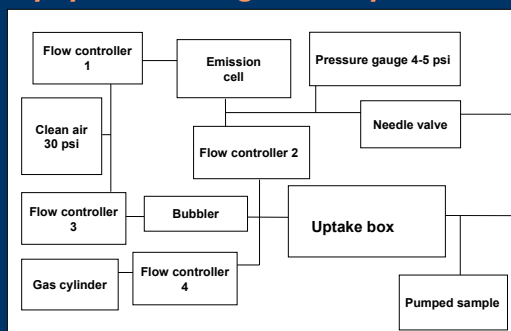 Flow controller
1
Emission
cell
Pressure gauge 4-5 psi
Clean air
30 psi
Needle valve
Flow controller 2
Flow controller
3
Bubbler
Uptake box
Gas cylinder
Flow controller
4
Pumped sample